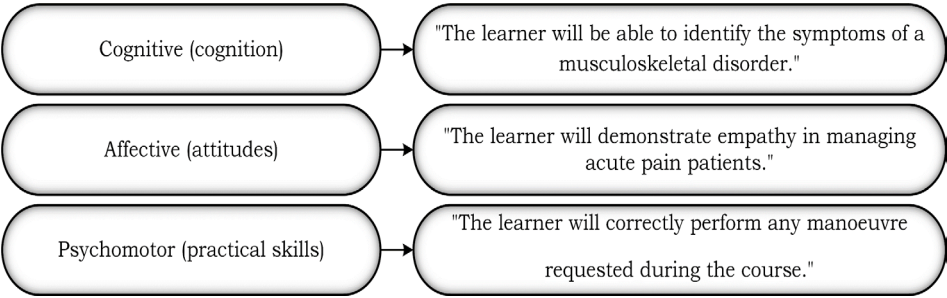 Cognitive (cognition)
"The learner will be able to identify the symptoms of a
musculoskeletal disorder."
Affective (attitudes)
"The learner will demonstrate empathy in managing
acute pain patients."
Psychomotor (practical skills)
"The learner will correctly perform any manoeuvre
requested during the course."